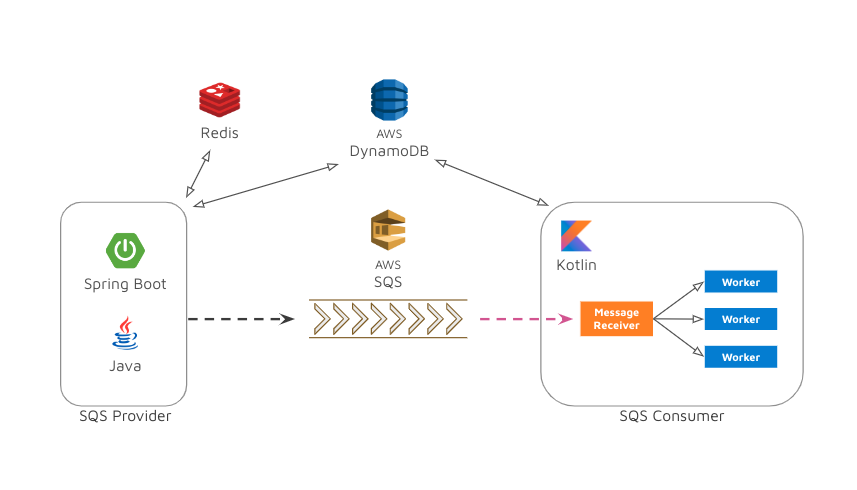 Redis
AWS
DynamoDB
AWS
SQS
Spring Boot
Java
SQS Provider
Kotlin
Message
Receiver
Worker
Worker
Worker
SQS Consumer